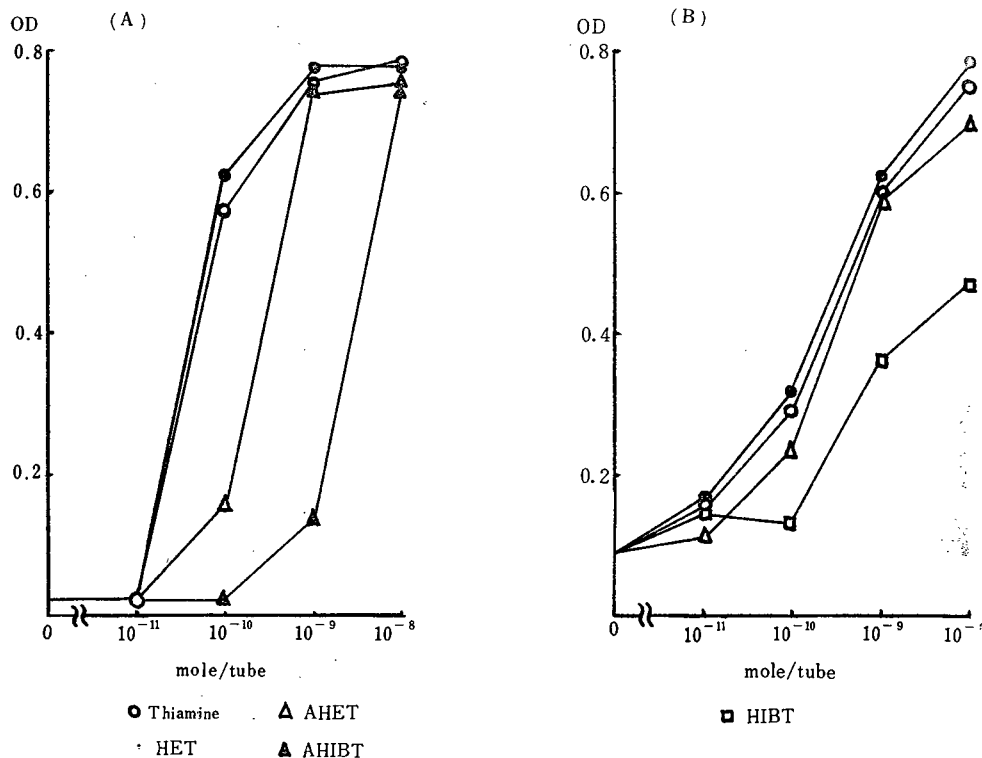 (A)
OD
0.8
0.6
0.4
0.2
0
10⁻¹¹ 10⁻¹⁰ 10⁻⁹ 10⁻⁸
mole/tube
Thiamine
AHET
HET
AHIBT
(B)
OD
0.8
0.6
0.4
0.2
0
10⁻¹¹ 10⁻¹⁰ 10⁻⁹
mole/tube
HIBT